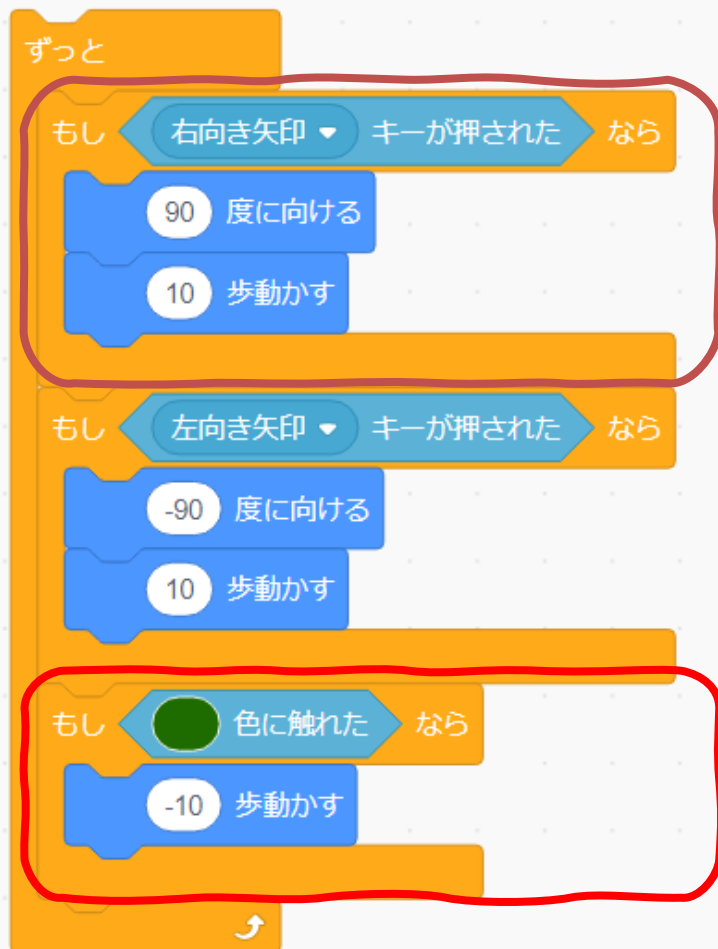 ずっと
もし 右向き矢印 キーが押された なら
90 度に向ける
10 歩動かす
もし 左向き矢印 キーが押された なら
-90 度に向ける
10 歩動かす
もし 色に触れた なら
-10 歩動かす